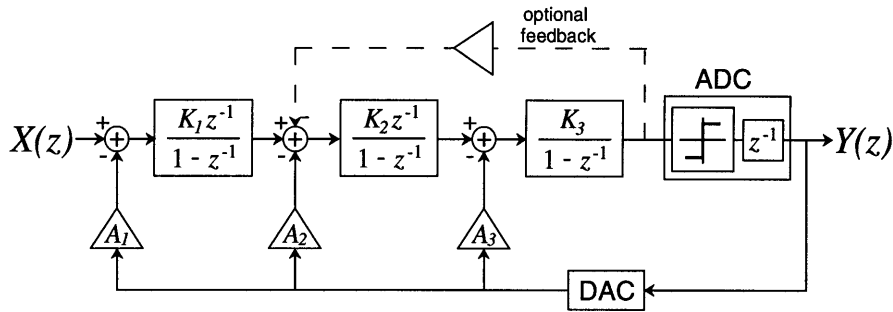 optional
feedback
ADC
X(z)
+
-
K₁z⁻¹
1 - z⁻¹
+
-
-
K₂z⁻¹
1 - z⁻¹
+
-
K₃
1 - z⁻¹
z⁻¹
Y(z)
A₁
A₂
A₃
DAC